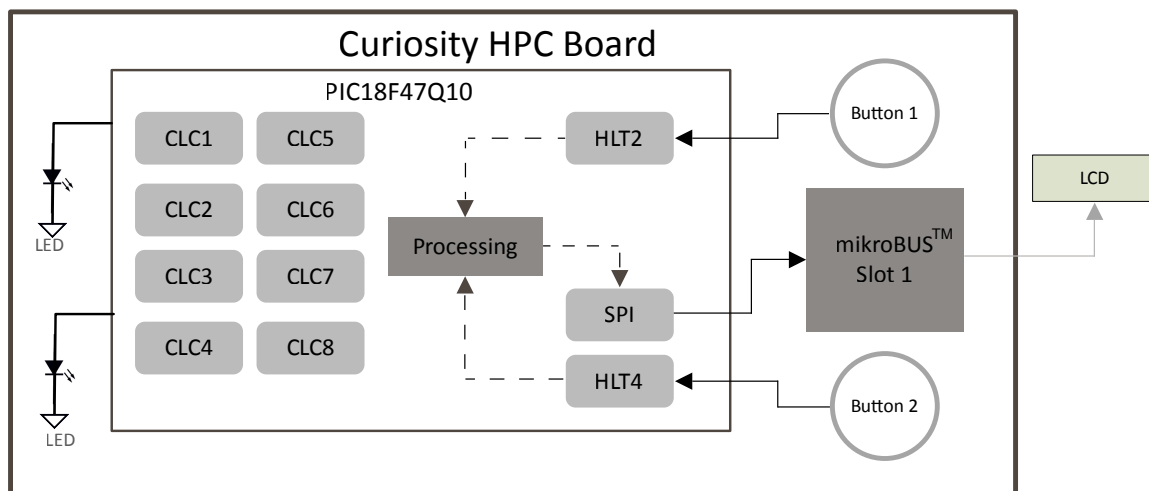 Curiosity HPC Board
PIC18F47Q10
CLC1
CLC5
HLT2
Button 1
CLC2
CLC6
LCD
Processing
mikroBUS™
Slot 1
LED
CLC3
CLC7
SPI
CLC4
CLC8
HLT4
Button 2
LED